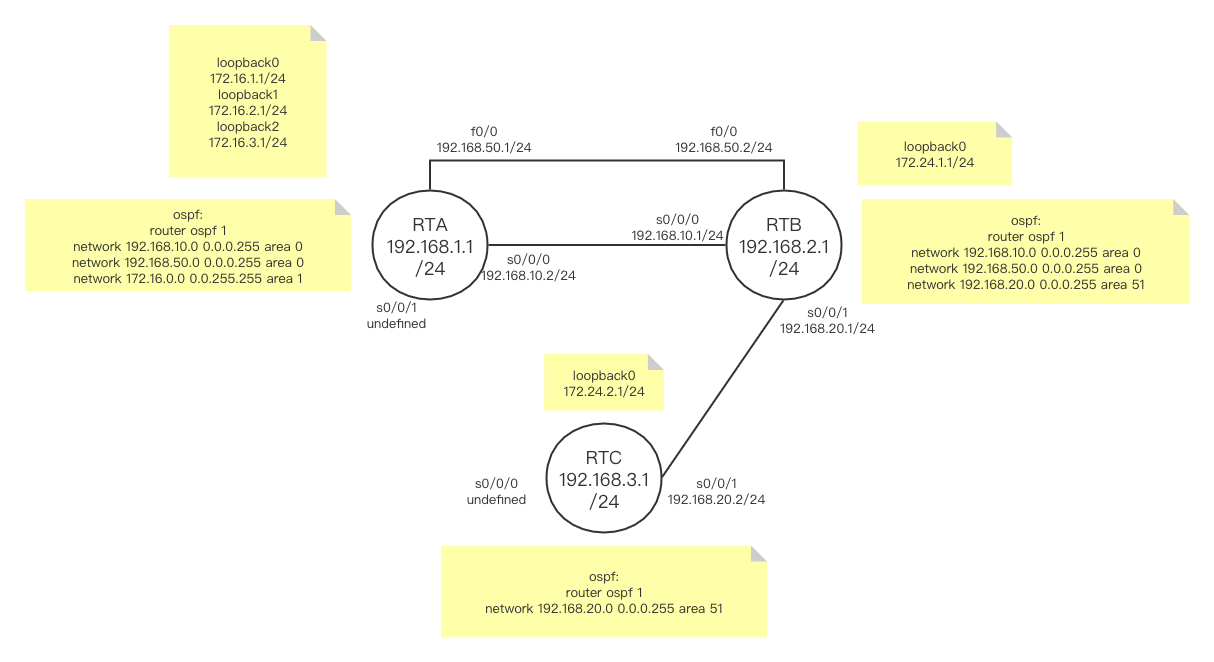 loopback0
172.16.1.1/24
loopback1
172.16.2.1/24
loopback2
172.16.3.1/24
f0/0
192.168.50.1/24
f0/0
192.168.50.2/24
loopback0
172.24.1.1/24
ospf:
router ospf 1
network 192.168.10.0 0.0.0.255 area 0
network 192.168.50.0 0.0.0.255 area 0
network 172.16.0.0 0.0.255.255 area 1
RTA
192.168.1.1
/24
s0/0/0
192.168.10.2/24
s0/0/0
192.168.10.1/24
RTB
192.168.2.1
/24
ospf:
router ospf 1
network 192.168.10.0 0.0.0.255 area 0
network 192.168.50.0 0.0.0.255 area 0
network 192.168.20.0 0.0.0.255 area 51
s0/0/1
undefined
s0/0/1
192.168.20.1/24
loopback0
172.24.2.1/24
RTC
192.168.3.1
/24
s0/0/0
undefined
s0/0/1
192.168.20.2/24
ospf:
router ospf 1
network 192.168.20.0 0.0.0.255 area 51